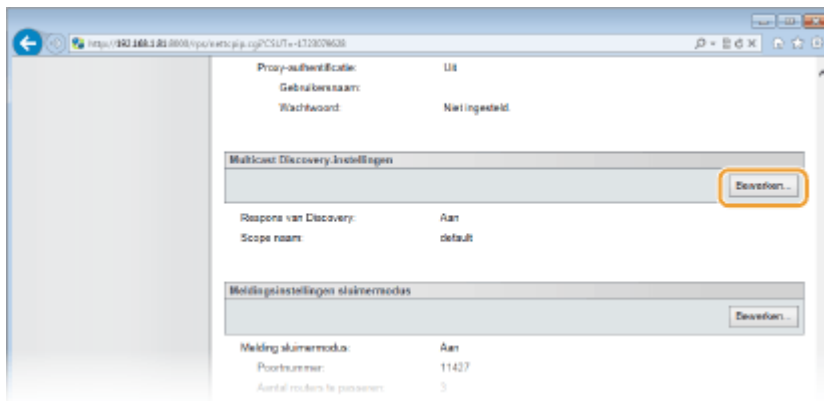 Proxy-authentificatie: Uit
Gebruikersnaam:
Wachtwoord: Niet ingesteld.
Multicast Discovery-instellingen
Bewerken...
Respons van Discovery: Aan
Scope naam: default
Meldingsinstellingen sluimermodus
Bewerken...
Melding sluimermodus: Aan
Poortnummer: 11427
Aantal routers te passeren: 3